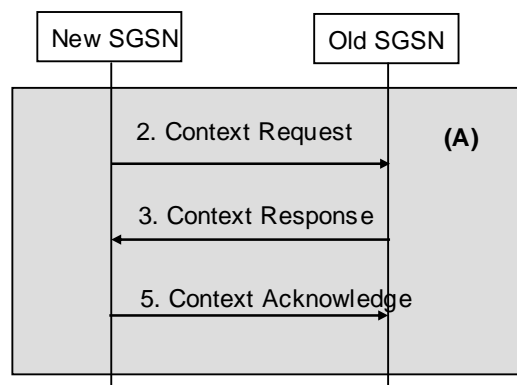 New SGSN
Old SGSN
2. Context Request
(A)
3. Context Response
5. Context Acknowledge